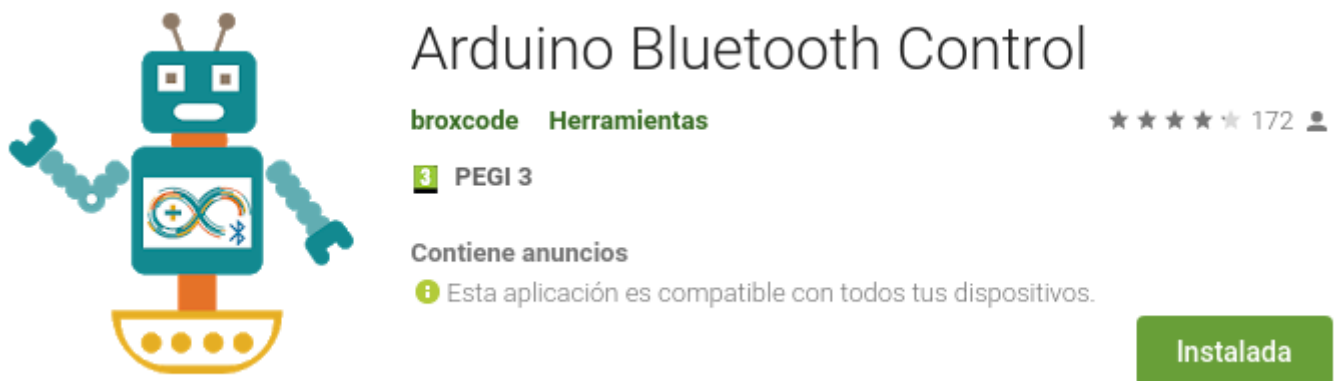 Arduino Bluetooth Control
broxcode Herramientas 172
3 PEGI 3
Contiene anuncios
Esta aplicación es compatible con todos tus dispositivos.
Instalada